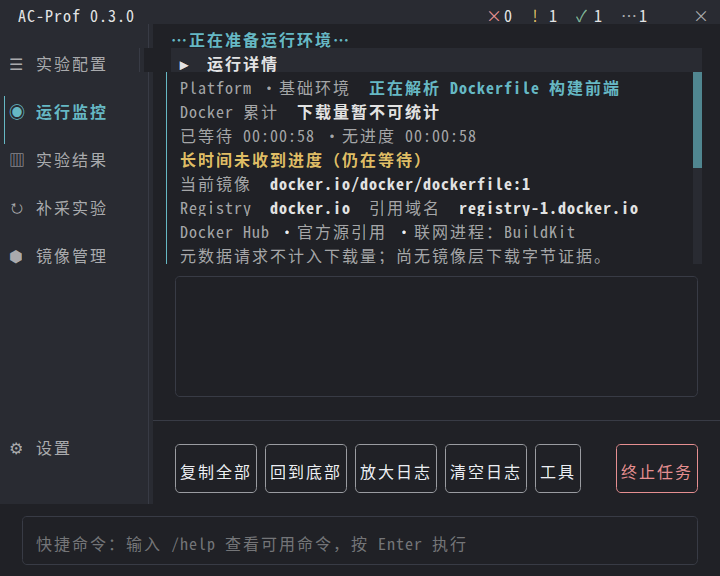 AC-Prof 0.3.0
×0 ! 1 ✓ 1 …1 ×
…正在准备运行环境…
▶ 运行详情
Platform ・基础环境 正在解析 Dockerfile 构建前端
Docker 累计 下载量暂不可统计
已等待 00:00:58 ・无进度 00:00:58
长时间未收到进度（仍在等待）
当前镜像 docker.io/docker/dockerfile:1
Registry docker.io 引用域名 registry-1.docker.io
Docker Hub ・官方源引用 ・联网进程：BuildKit
元数据请求不计入下载量；尚无镜像层下载字节证据。
☰ 实验配置
◉ 运行监控
▥ 实验结果
↻ 补采实验
⬢ 镜像管理
⚙ 设置
复制全部 回到底部 放大日志 清空日志 工具 终止任务
快捷命令：输入 /help 查看可用命令，按 Enter 执行